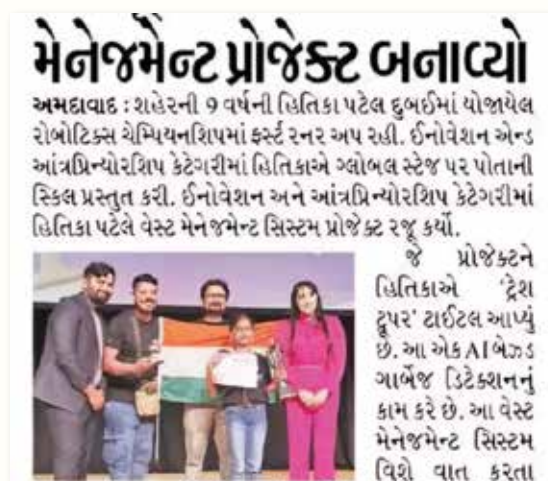 મેનેજમેન્ટ પ્રોજેક્ટ બનાવ્યો
અમદાવાદ : શહેરની 9 વર્ષની હિતિકા પટેલ દુબઈમાં યોજાયેલ
રોબોટિક્સ ચેમ્પિયનશિપમાં ફર્સ્ટ રનર અપ રહી. ઈનોવેશન એન્ડ
આંત્રપ્રિન્યોરશિપ કેટેગરીમાં હિતિકાએ ગ્લોબલ સ્ટેજ પર પોતાની
સ્કિલ પ્રસ્તુત કરી. ઈનોવેશન અને આંત્રપ્રિન્યોરશિપ કેટેગરીમાં
હિતિકા પટેલે વેસ્ટ મેનેજમેન્ટ સિસ્ટમ પ્રોજેક્ટ રજૂ કર્યો.
જે પ્રોજેક્ટને
હિતિકાએ ‘ટ્રેશ
ટ્રૂપર’ ટાઈટલ આપ્યું
છે. આ એક AI બેઝ્ડ
ગાર્બેજ ડિટેક્શનનું
કામ કરે છે. આ વેસ્ટ
મેનેજમેન્ટ સિસ્ટમ
વિશે વાત કરતા